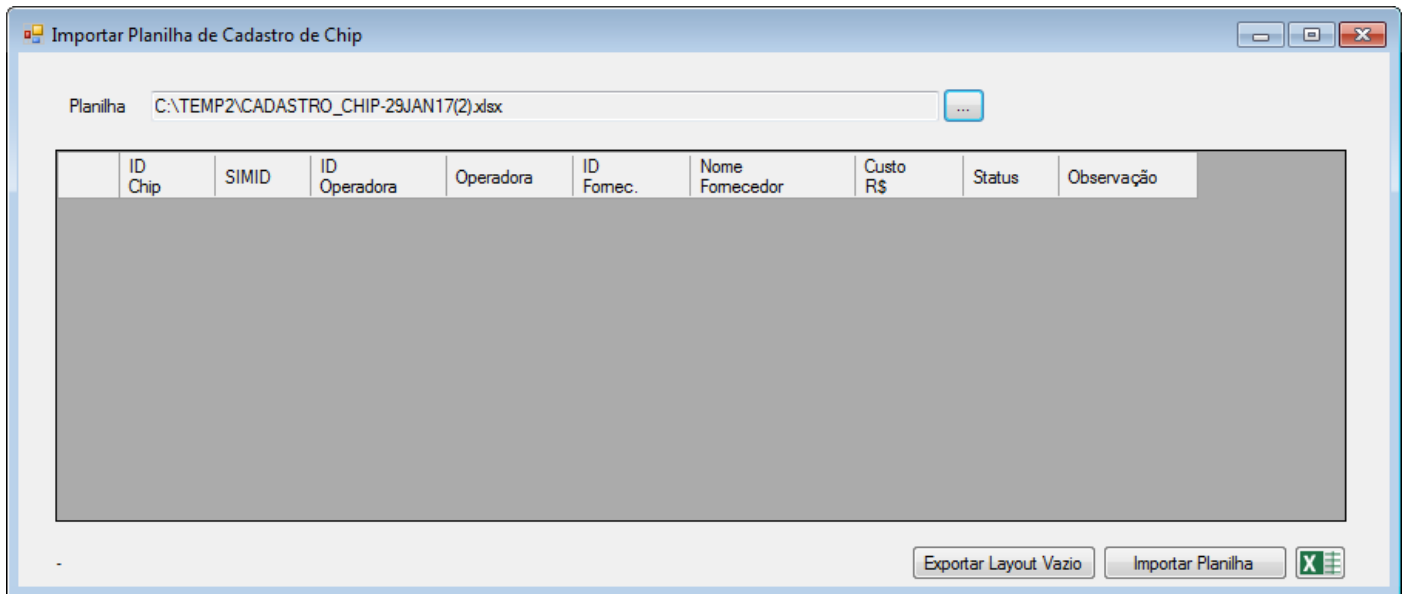 Importar Planilha de Cadastro de Chip
Planilha C:\TEMP2\CADASTRO_CHIP-29JAN17(2).xlsx ...
ID Chip SIMID ID Operadora Operadora ID Fornec. Nome Fornecedor Custo R$ Status Observação
- Exportar Layout Vazio Importar Planilha X